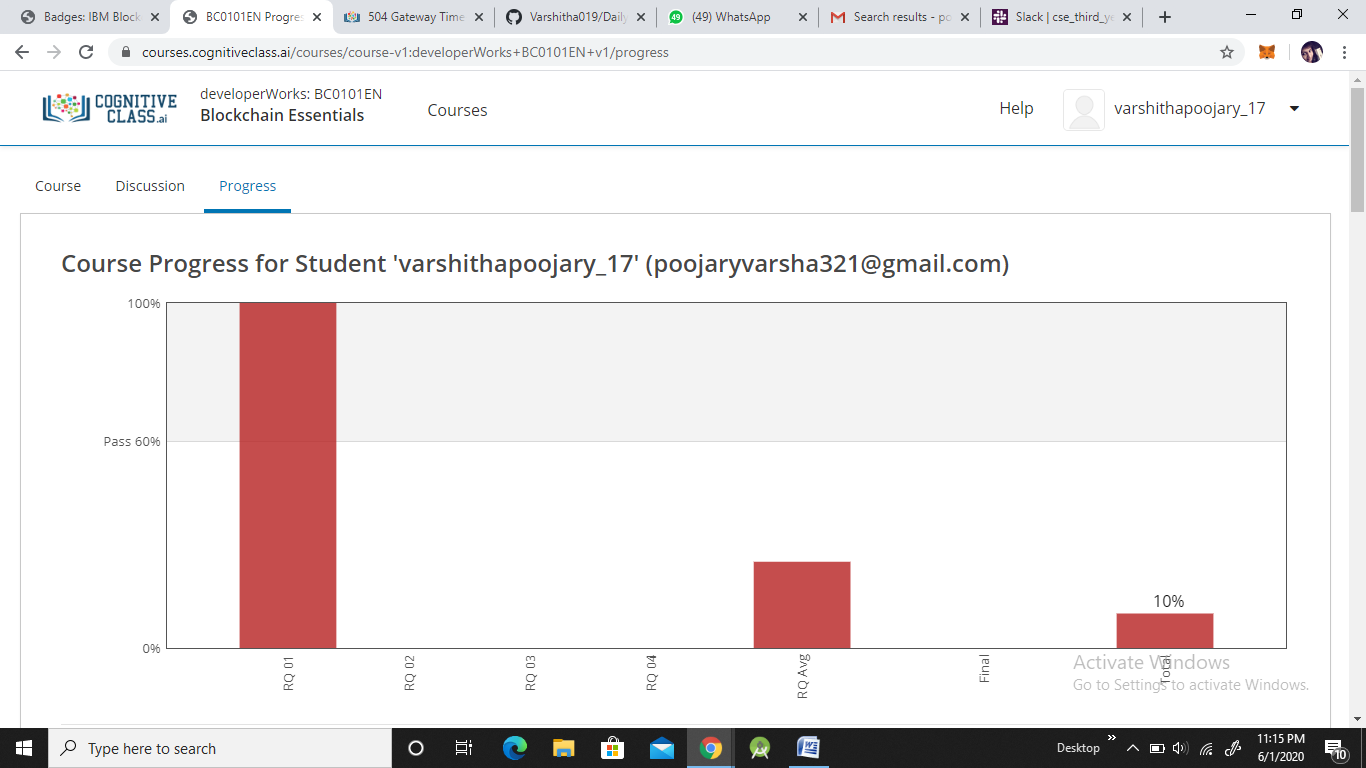 Badges: IBM Block
BC0101EN Progres
504 Gateway Time
Varshitha019/Daily
(49) WhatsApp
Search results - po
Slack | cse_third_ye
courses.cognitiveclass.ai/courses/course-v1:developerWorks+BC0101EN+v1/progress
COGNITIVE
CLASS.ai
developerWorks: BC0101EN
Blockchain Essentials
Courses
Help
varshithapoojary_17
Course
Discussion
Progress
Course Progress for Student 'varshithapoojary_17' (poojaryvarsha321@gmail.com)
100%
Pass 60%
0%
10%
RQ 01
RQ 02
RQ 03
RQ 04
RQ Avg
Final
Total
Activate Windows
Go to Settings to activate Windows.
Type here to search
Desktop
11:15 PM
6/1/2020
10